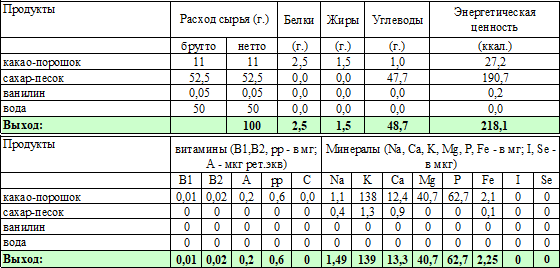 Продукты Расход сырья (г.) Белки Жиры Углеводы Энергетическая ценность
брутто нетто (г.) (г.) (г.) (ккал.)
какао-порошок 11 11 2,5 1,5 1,0 27,2
сахар-песок 52,5 52,5 0,0 0,0 47,7 190,7
ванилин 0,05 0,05 0,0 0,0 0,0 0,2
вода 50 50 0,0 0,0 0,0 0,0
Выход: 100 2,5 1,5 48,7 218,1
Продукты витамины (B1,B2, pp - в мг; А - мкг рет.экв) Минералы (Na, Ca, K, Mg, P, Fe - в мг; I, Se - в мкг)
B1 B2 A pp C Na K Ca Mg P Fe I Se
какао-порошок 0,01 0,02 0,2 0,6 0,0 1,1 138 12,4 40,7 62,7 2,1 0 0
сахар-песок 0 0 0 0 0 0,4 1,3 0,9 0 0 0,1 0 0
ванилин 0 0 0 0 0 0 0 0 0 0 0 0 0
вода 0 0 0 0 0 0 0 0 0 0 0 0 0
Выход: 0,01 0,02 0,2 0,6 0 1,49 139 13,3 40,7 62,7 2,25 0 0